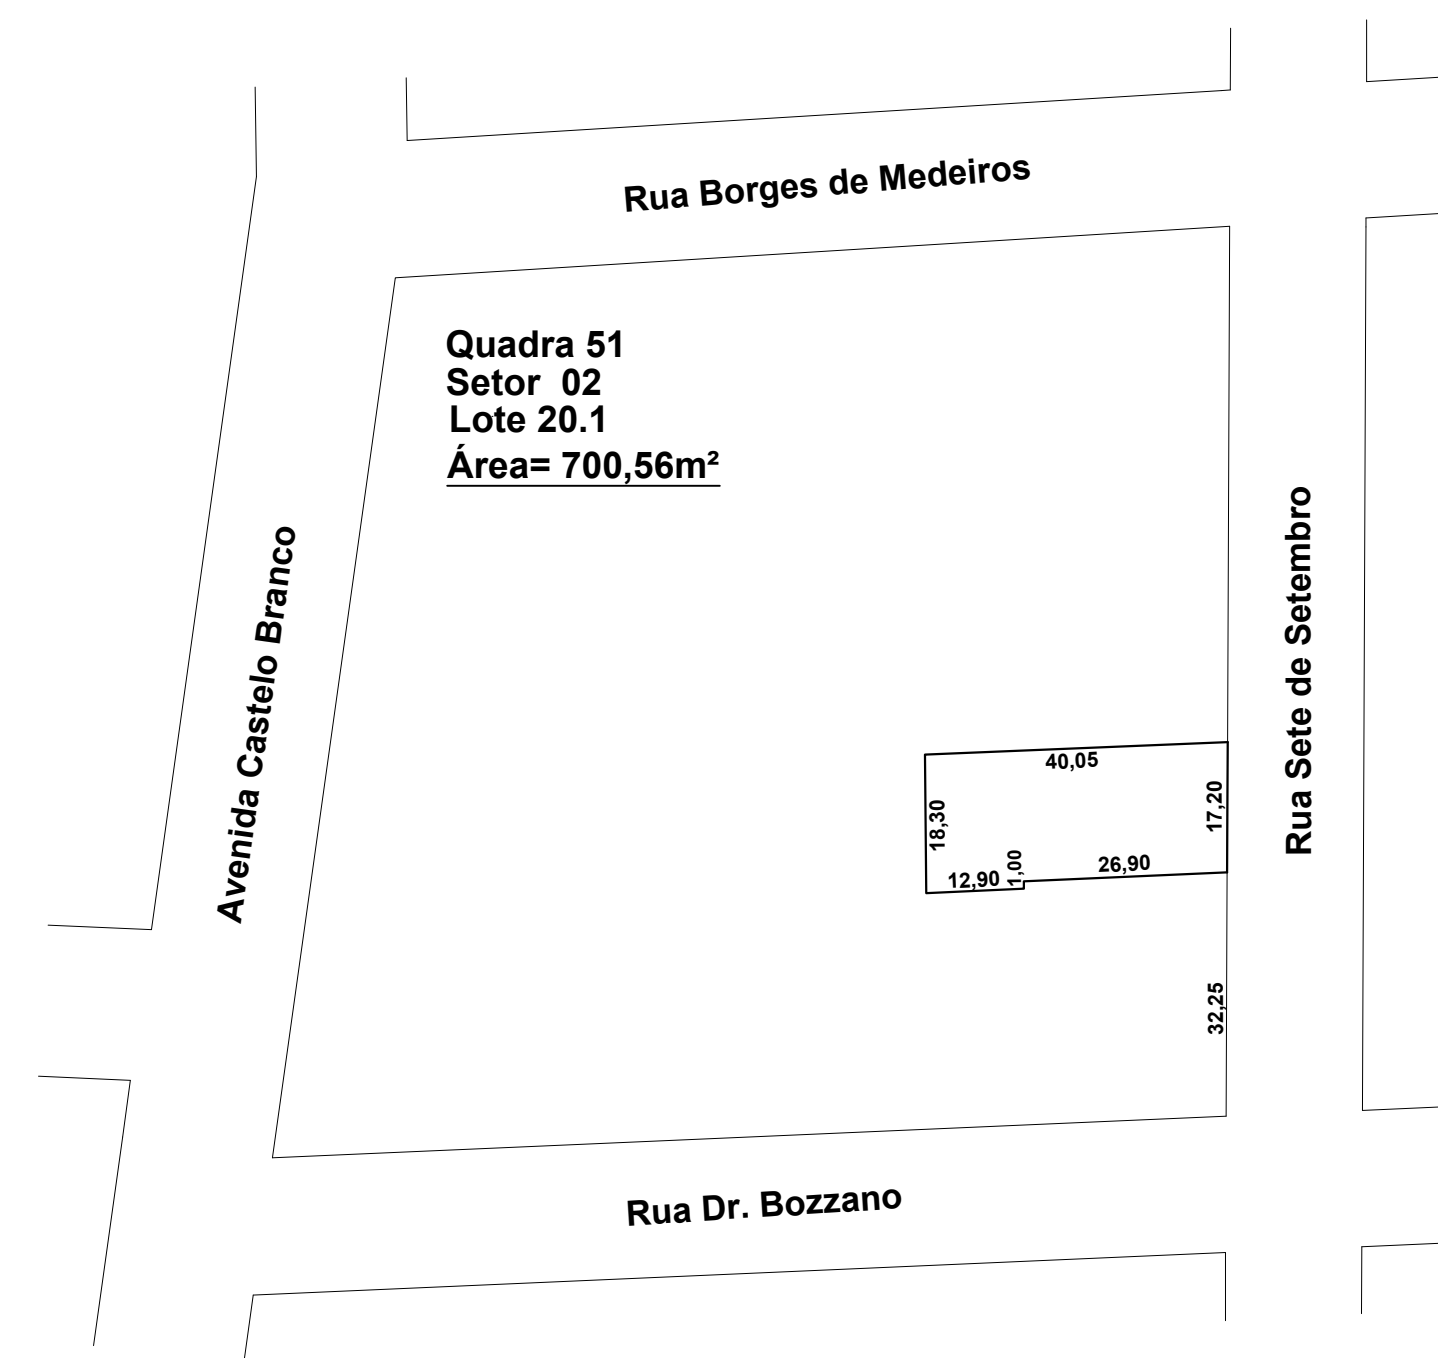 Rua Borges de Medeiros
Quadra 51
Setor 02
Lote 20.1
Área= 700,56m²
Avenida Castelo Branco
Rua Sete de Setembro
40,05
18,30
17,20
12,90
1,00
26,90
32,25
Rua Dr. Bozzano